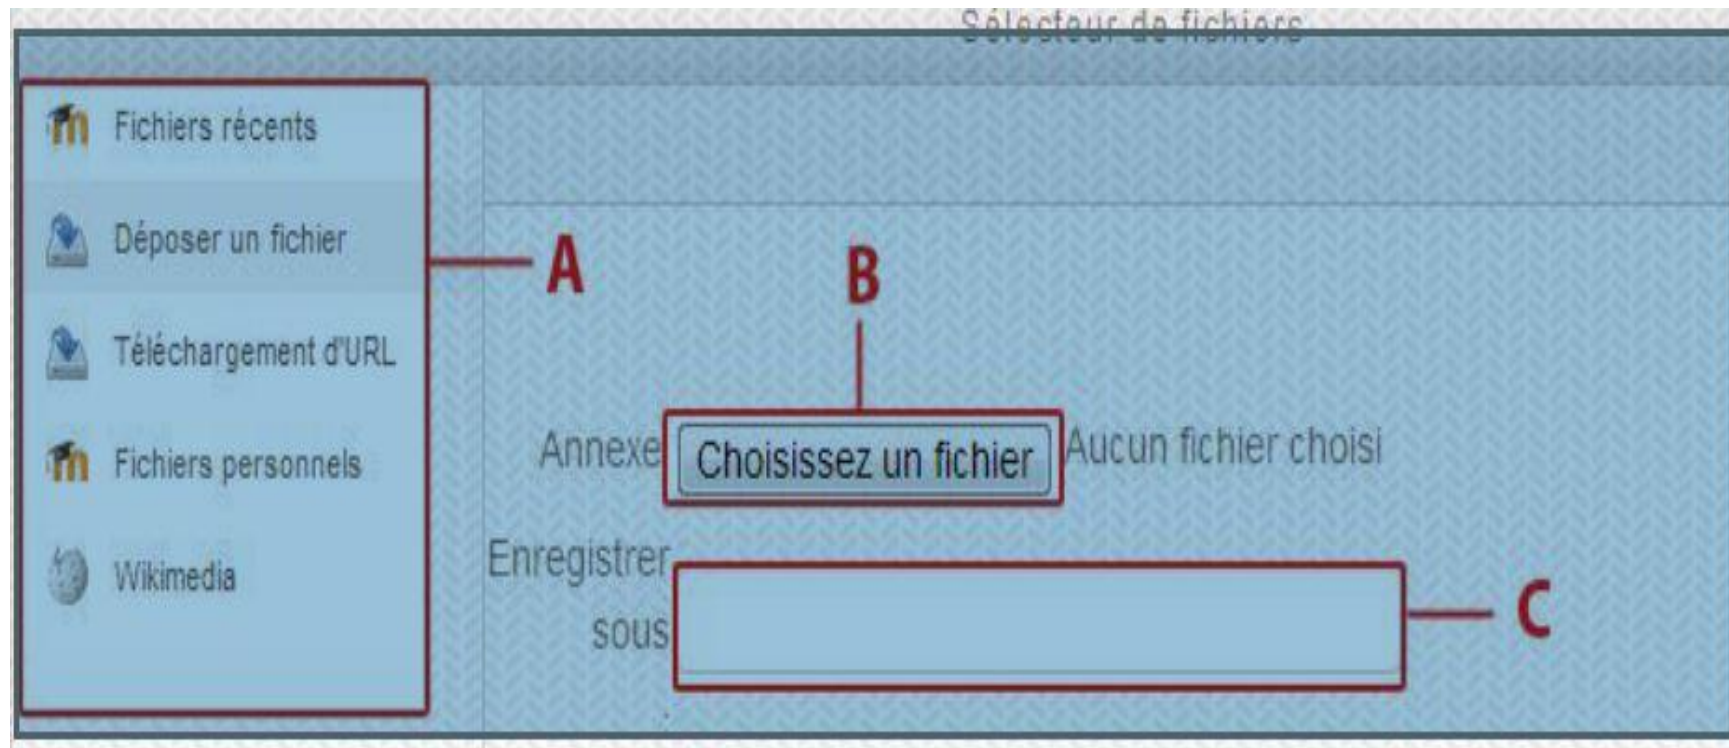 Sélecteur de fichiers
Fichiers récents
Déposer un fichier
Téléchargement d'URL
Fichiers personnels
Wikimedia
A
B
Annexe Choisissez un fichier Aucun fichier choisi
Enregistrer
sous
C